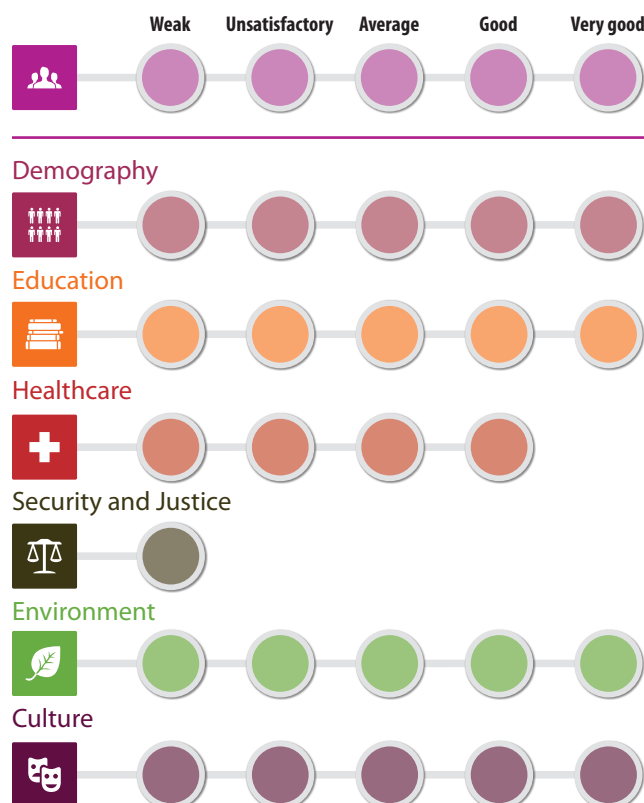 Weak Unsatisfactory Average Good Very good
Demography
Education
Healthcare
Security and Justice
Environment
Culture